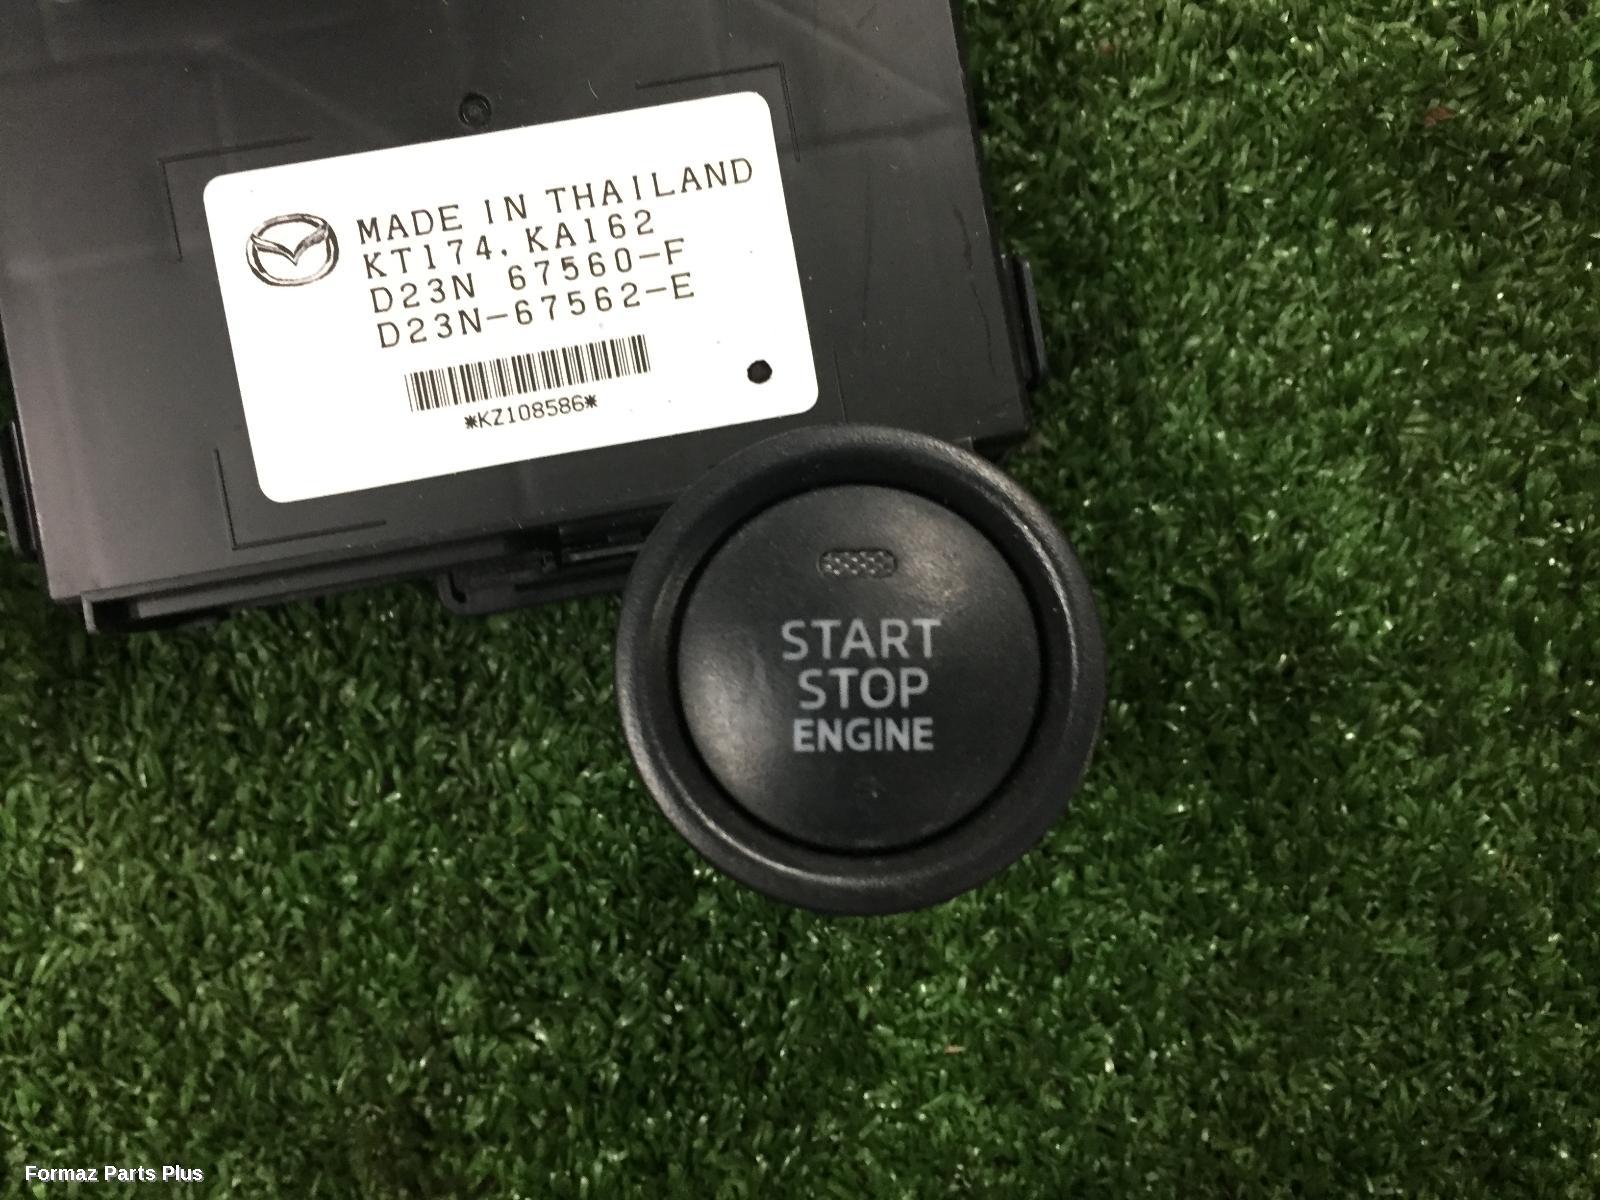 MADE IN THAILAND
KT174. KA162
D23N 67560-F
D23N-67562-E
*KZ108586*
START
STOP
ENGINE
Formaz Parts Plus